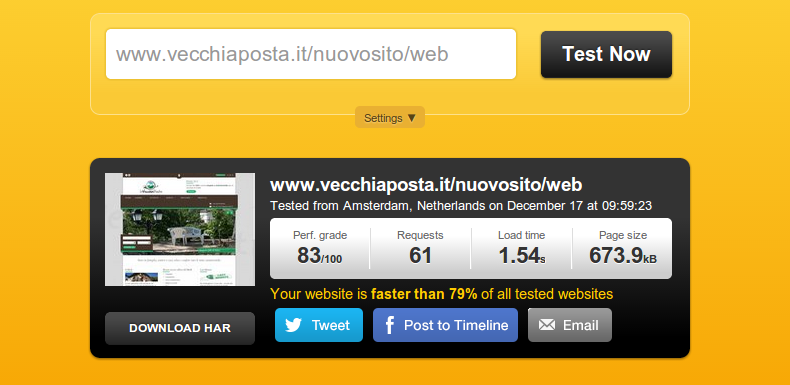 www.vecchiaposta.it/nuovosito/web
Test Now
Settings ▼
www.vecchiaposta.it/nuovosito/web
Tested from Amsterdam, Netherlands on December 17 at 09:59:23
Perf. grade Requests Load time Page size
83/100 61 1.54s 673.9kB
Your website is faster than 79% of all tested websites
DOWNLOAD HAR
Tweet Post to Timeline Email